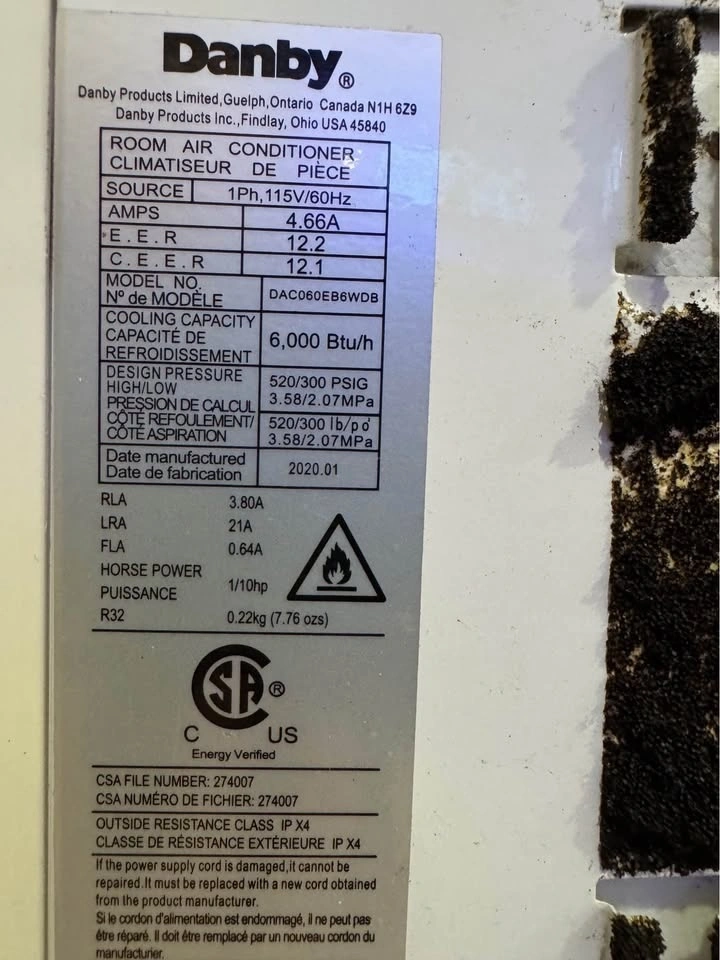 Danby®
Danby Products Limited,Guelph,Ontario Canada N1H 6Z9
Danby Products Inc.,Findlay, Ohio USA 45840
ROOM AIR CONDITIONER
CLIMATISEUR DE PIÈCE
SOURCE 1Ph,115V/60Hz
AMPS 4.66A
E.E.R 12.2
C.E.E.R 12.1
MODEL NO.
Nº de MODÈLE DAC060EB6WDB
COOLING CAPACITY
CAPACITÉ DE
REFROIDISSEMENT 6,000 Btu/h
DESIGN PRESSURE
HIGH/LOW
PRESSION DE CALCUL
CÔTÉ REFOULEMENT/
CÔTÉ ASPIRATION
520/300 PSIG
3.58/2.07MPa
520/300 lb/po²
3.58/2.07MPa
Date manufactured
Date de fabrication 2020.01
RLA 3.80A
LRA 21A
FLA 0.64A
HORSE POWER
PUISSANCE 1/10hp
R32 0.22kg (7.76 ozs)
CSA®
C US
Energy Verified
CSA FILE NUMBER: 274007
CSA NUMÉRO DE FICHIER: 274007
OUTSIDE RESISTANCE CLASS IP X4
CLASSE DE RÉSISTANCE EXTÉRIEURE IP X4
If the power supply cord is damaged,it cannot be
repaired.It must be replaced with a new cord obtained
from the product manufacturer.
Si le cordon d'alimentation est endommagé, il ne peut pas
être réparé. Il doit être remplacé par un nouveau cordon du
manufacturier.